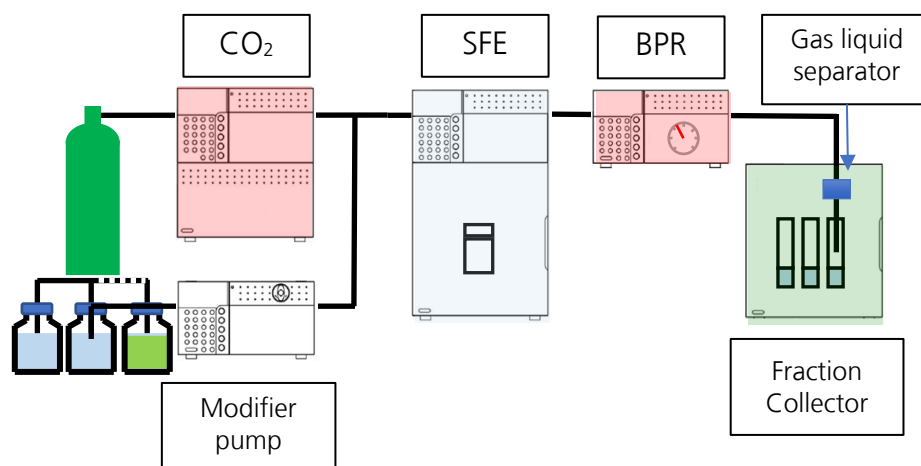 CO₂
SFE
BPR
Gas liquid
separator
Modifier
pump
Fraction
Collector